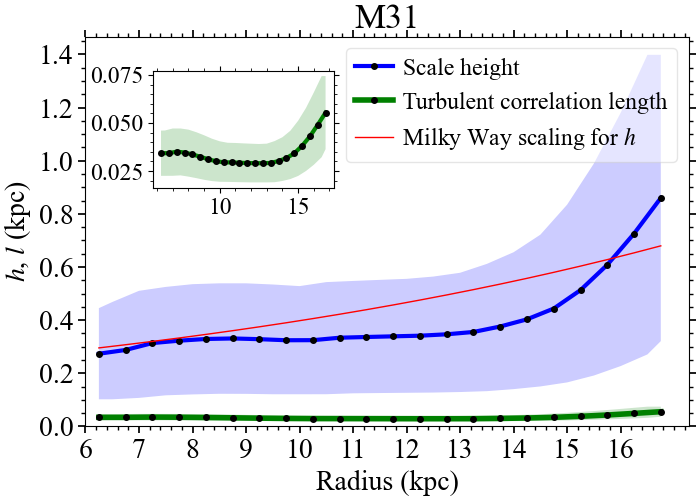 M31
1.4
1.2
1.0
0.8
0.6
0.4
0.2
0.0
h, l (kpc)
0.075
0.050
0.025
10 15
Scale height
Turbulent correlation length
Milky Way scaling for h
6 7 8 9 10 11 12 13 14 15 16
Radius (kpc)